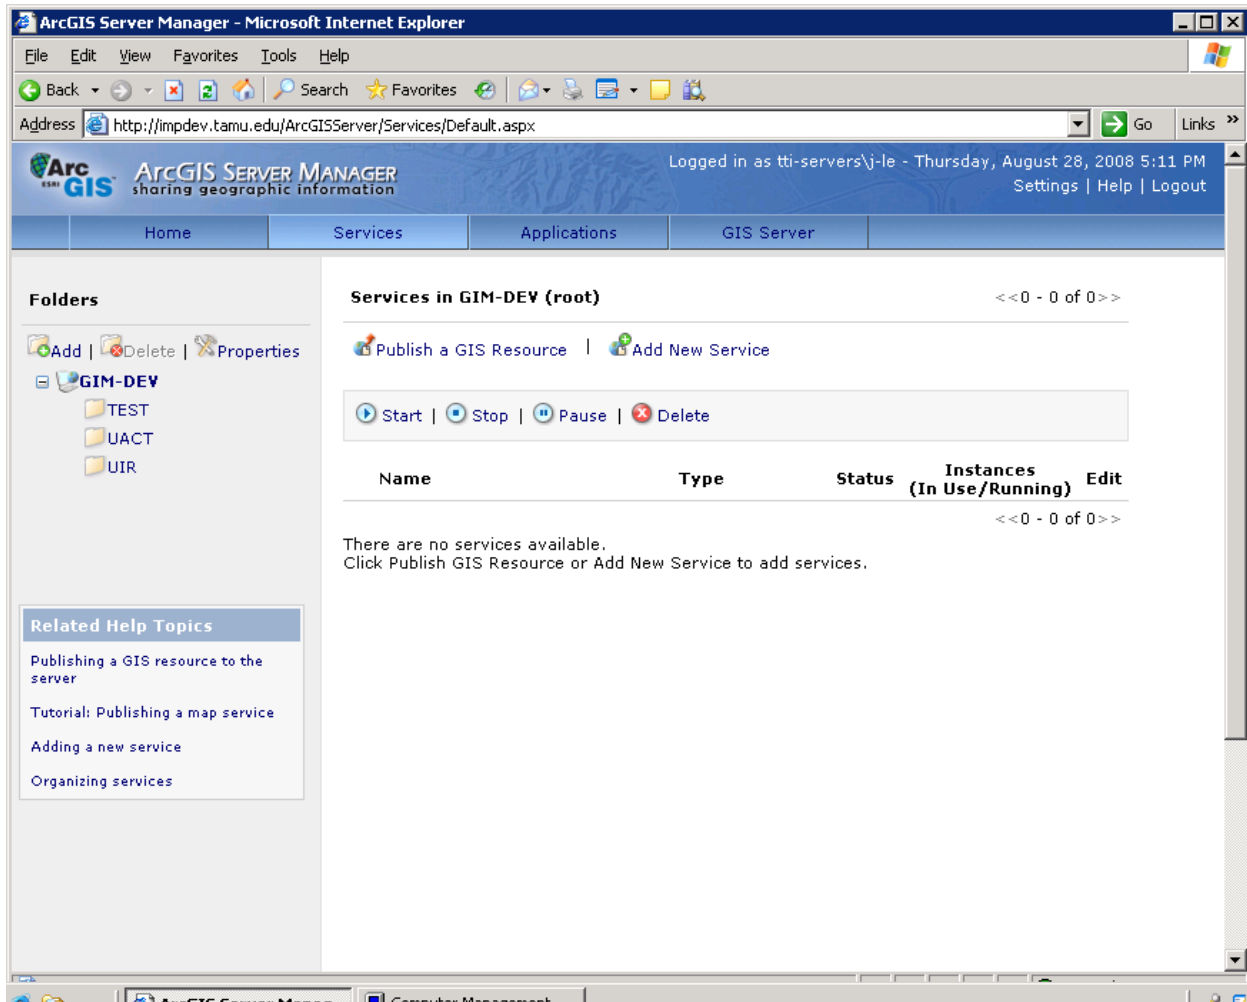 ArcGIS Server Manager - Microsoft Internet Explorer
File Edit View Favorites Tools Help
Back Search Favorites
Address http://impdev.tamu.edu/ArcGISServer/Services/Default.aspx Go Links »
Arc GIS ESRI ArcGIS Server Manager Logged in as tti-servers\j-le - Thursday, August 28, 2008 5:11 PM
sharing geographic information Settings | Help | Logout
Home Services Applications GIS Server
Folders
Add | Delete | Properties
GIM-DEV
TEST
UACT
UIR
Related Help Topics
Publishing a GIS resource to the
server
Tutorial: Publishing a map service
Adding a new service
Organizing services
Services in GIM-DEV (root) <<0 - 0 of 0>>
Publish a GIS Resource | Add New Service
Start | Stop | Pause | Delete
Name Type Status Instances (In Use/Running) Edit
<<0 - 0 of 0>>
There are no services available.
Click Publish GIS Resource or Add New Service to add services.
ArcGIS Server Manag Computer Management